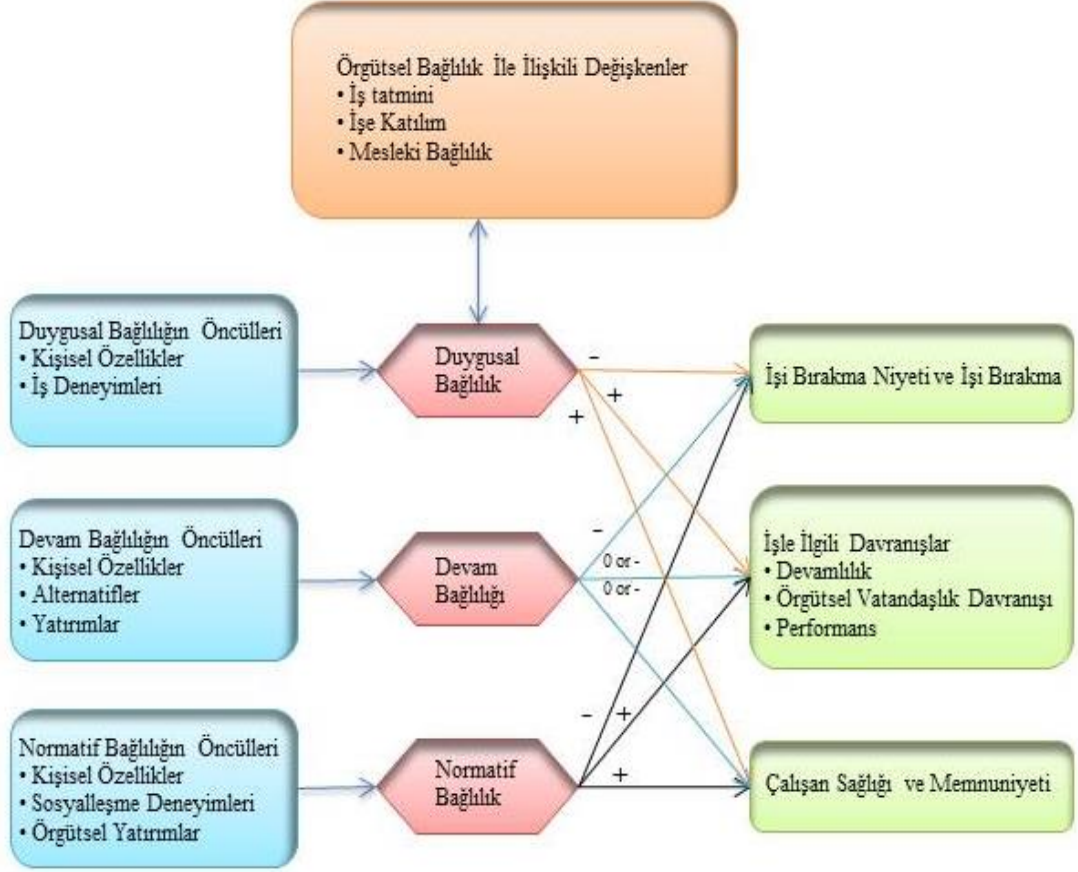 Örgütsel Bağlılık İle İlişkili Değişkenler
• İş tatmini
• İşe Katılım
• Mesleki Bağlılık
Duygusal Bağlılığın Öncülleri
• Kişisel Özellikler
• İş Deneyimleri
Duygusal
Bağlılık
-
+
+
İşi Bırakma Niyeti ve İşi Bırakma
Devam Bağlılığın Öncülleri
• Kişisel Özellikler
• Alternatifler
• Yatırımlar
Devam
Bağlılığı
-
0 or -
0 or -
İşle İlgili Davranışlar
• Devamlılık
• Örgütsel Vatandaşlık Davranışı
• Performans
Normatif Bağlılığın Öncülleri
• Kişisel Özellikler
• Sosyalleşme Deneyimleri
• Örgütsel Yatırımlar
Normatif
Bağlılık
- +
+
Çalışan Sağlığı ve Memnuniyeti